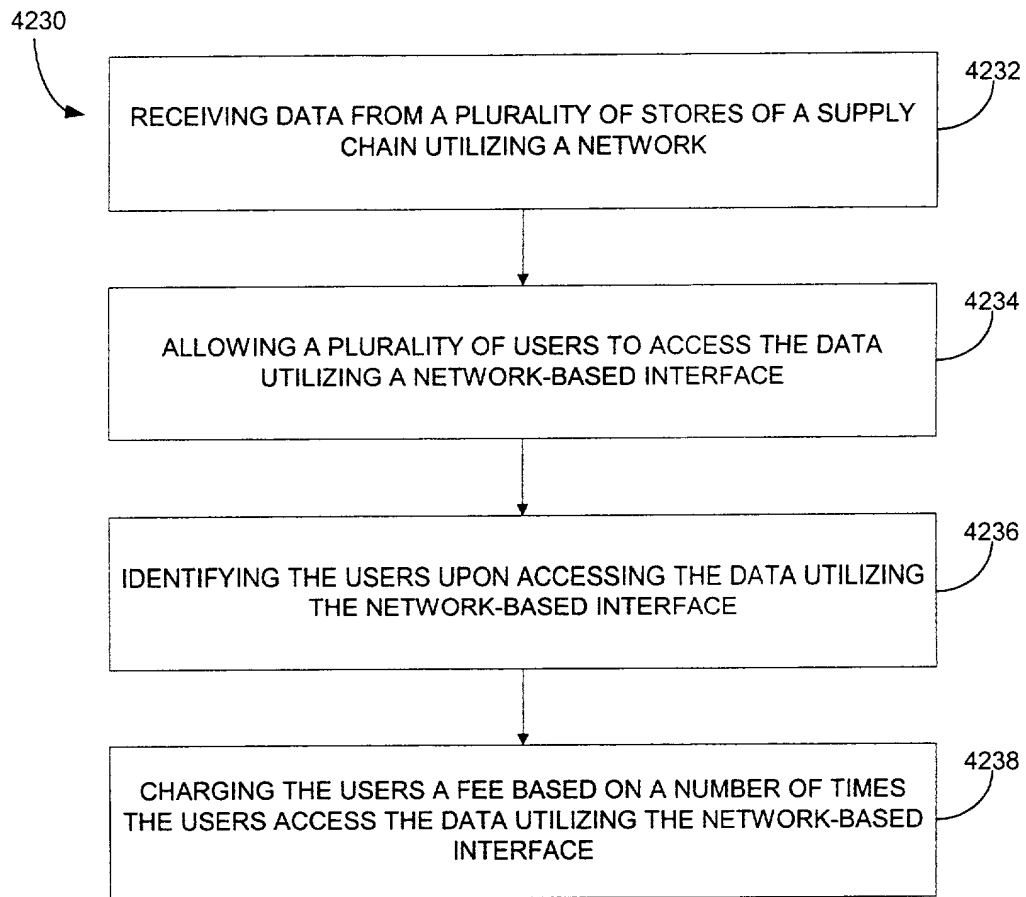 4230
4232
RECEIVING DATA FROM A PLURALITY OF STORES OF A SUPPLY
CHAIN UTILIZING A NETWORK
4234
ALLOWING A PLURALITY OF USERS TO ACCESS THE DATA
UTILIZING A NETWORK-BASED INTERFACE
4236
IDENTIFYING THE USERS UPON ACCESSING THE DATA UTILIZING
THE NETWORK-BASED INTERFACE
4238
CHARGING THE USERS A FEE BASED ON A NUMBER OF TIMES
THE USERS ACCESS THE DATA UTILIZING THE NETWORK-BASED
INTERFACE